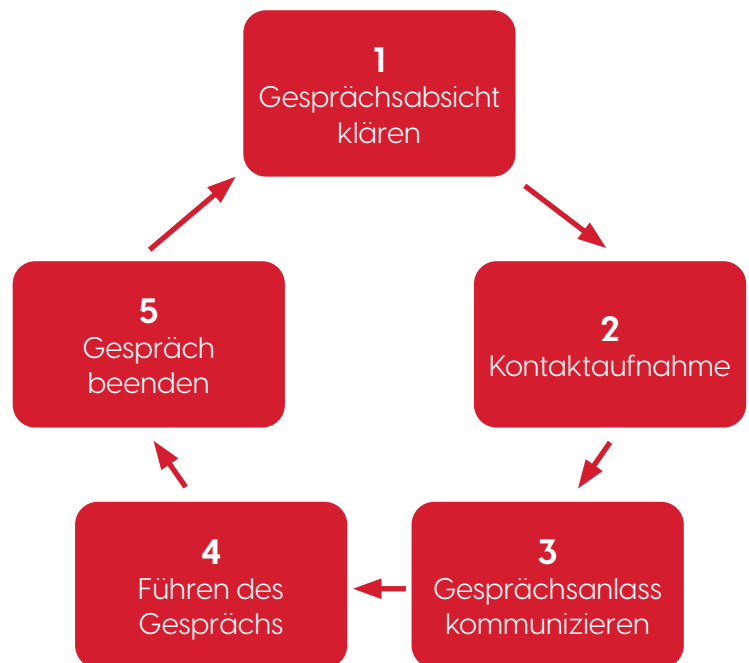 1
Gesprächsabsicht
klären
2
Kontaktaufnahme
3
Gesprächsanlass
kommunizieren
4
Führen des
Gesprächs
5
Gespräch
beenden